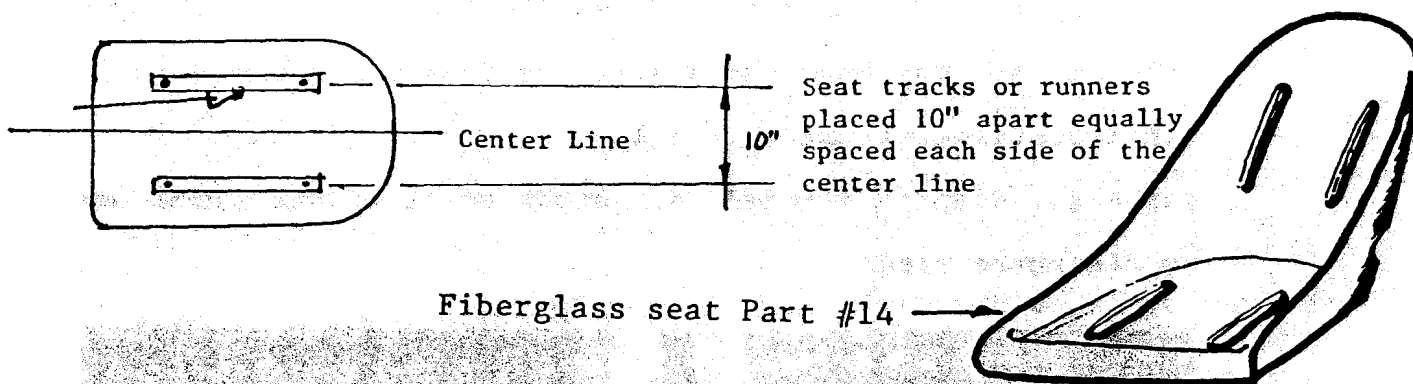 Center Line
10"
Seat tracks or runners
placed 10" apart equally
spaced each side of the
center line
Fiberglass seat Part #14